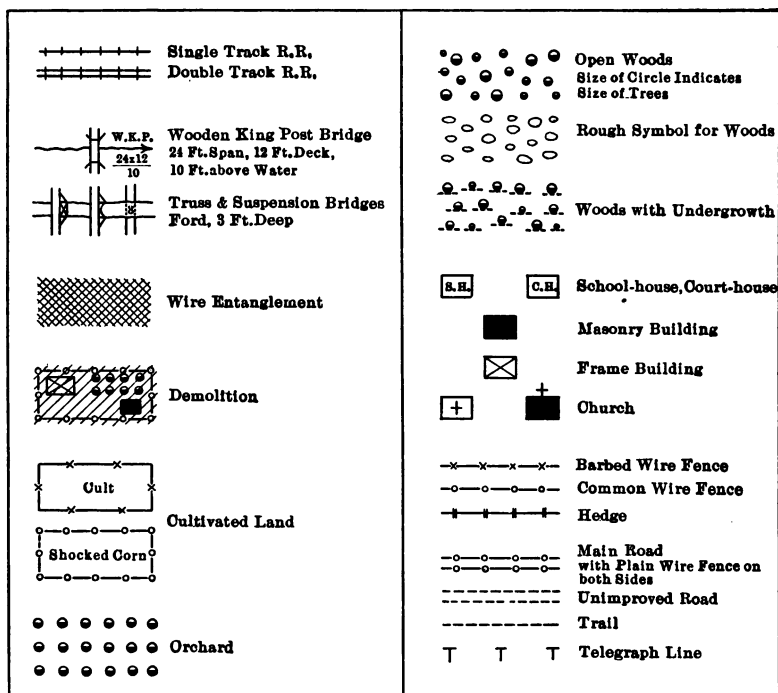 Single Track R.R.
Double Track R.R.
W.K.P.
24x12
10
Wooden King Post Bridge
24 Ft.Span, 12 Ft.Deck,
10 Ft.above Water
Truss & Suspension Bridges
Ford, 3 Ft.Deep
Wire Entanglement
Demolition
Cult
Cultivated Land
Shocked Corn
Orchard
Open Woods
Size of Circle Indicates
Size of Trees
Rough Symbol for Woods
Woods with Undergrowth
S.H. C.H. School-house, Court-house
Masonry Building
Frame Building
Church
Barbed Wire Fence
Common Wire Fence
Hedge
Main Road
with Plain Wire Fence on
both Sides
Unimproved Road
Trail
T T T Telegraph Line